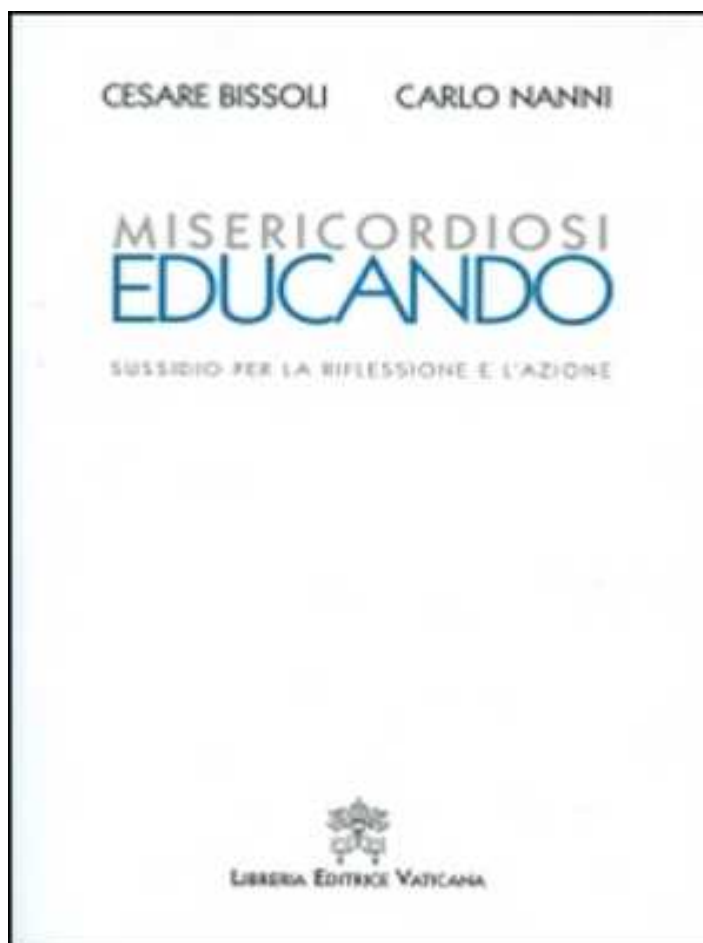 CESARE BISSOLI CARLO NANNI
MISERICORDIOSI
EDUCANDO
SUSSIDIO PER LA RIFLESSIONE E L'AZIONE
LIBRERIA EDITRICE VATICANA